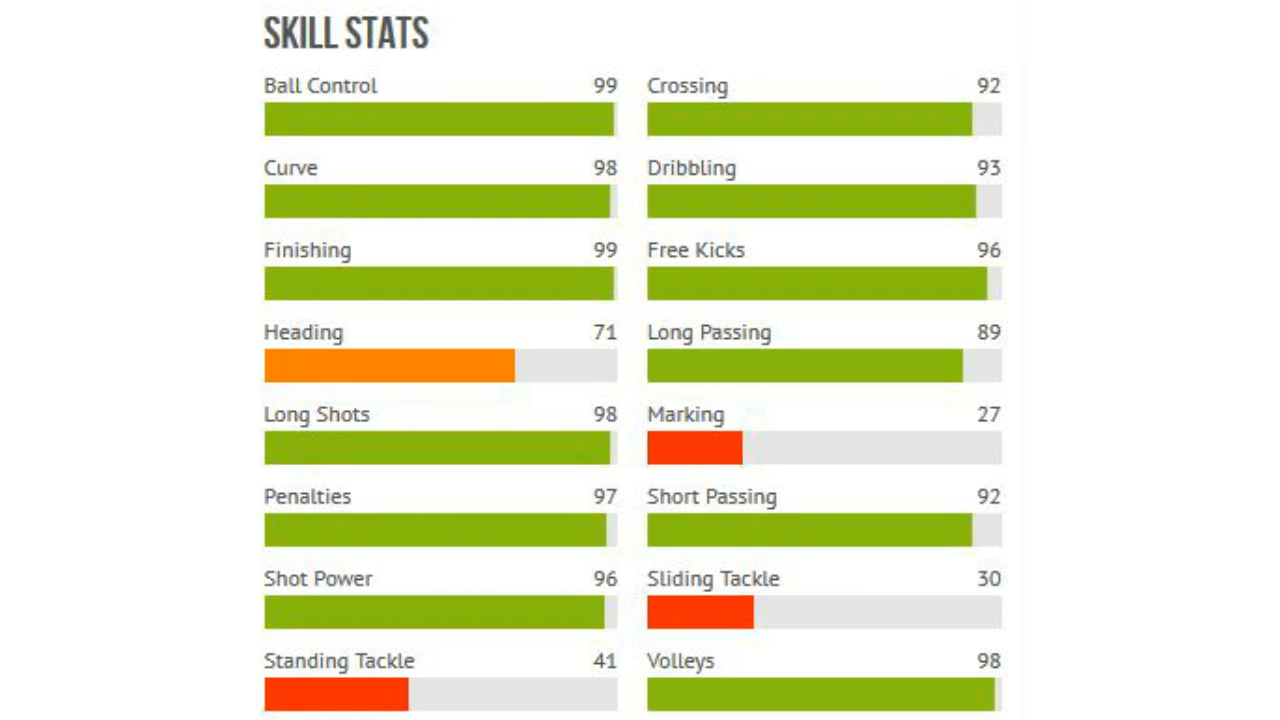 SKILL STATS
Ball Control 99 Crossing 92
Curve 98 Dribbling 93
Finishing 99 Free Kicks 96
Heading 71 Long Passing 89
Long Shots 98 Marking 27
Penalties 97 Short Passing 92
Shot Power 96 Sliding Tackle 30
Standing Tackle 41 Volleys 98